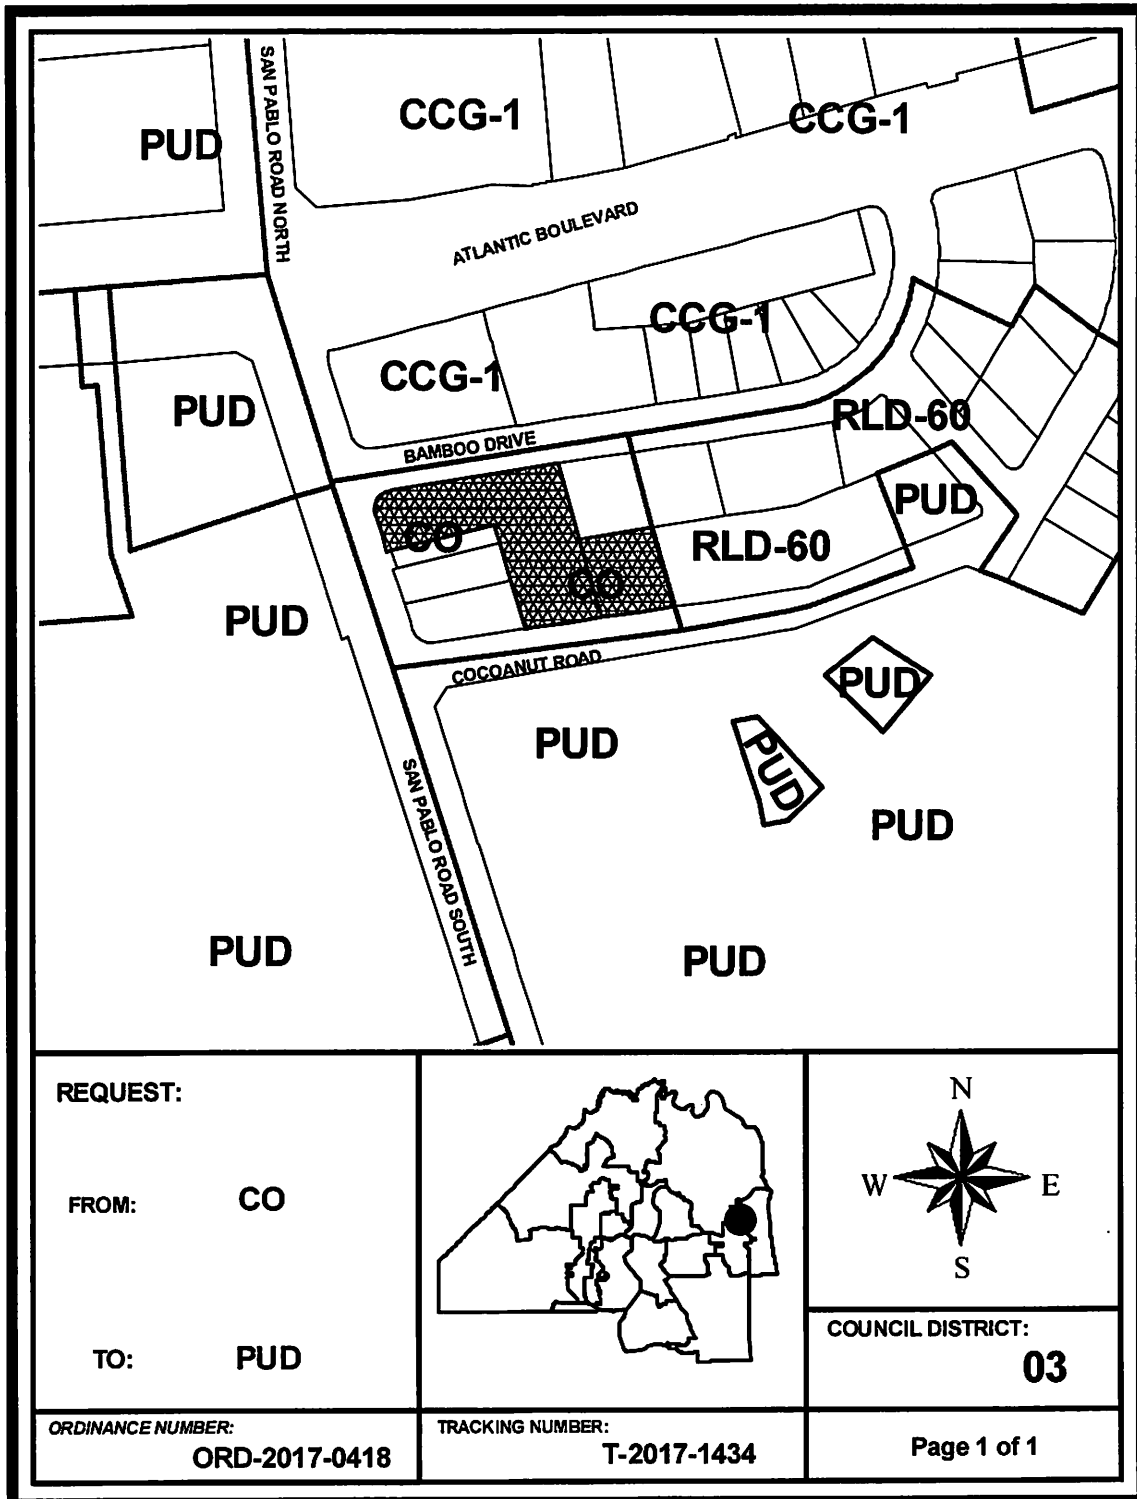 SAN PABLO ROAD NORTH
CCG-1
CCG-1
PUD
ATLANTIC BOULEVARD
CCG-1
CCG-1
PUD
RLD-60
BAMBOO DRIVE
PUD
CO
RLD-60
CO
PUD
COCOANUT ROAD
PUD
PUD
PUD
PUD
SAN PABLO ROAD SOUTH
PUD
PUD
REQUEST:
FROM: CO
TO: PUD
N
W E
S
COUNCIL DISTRICT:
03
ORDINANCE NUMBER:
ORD-2017-0418
TRACKING NUMBER:
T-2017-1434
Page 1 of 1